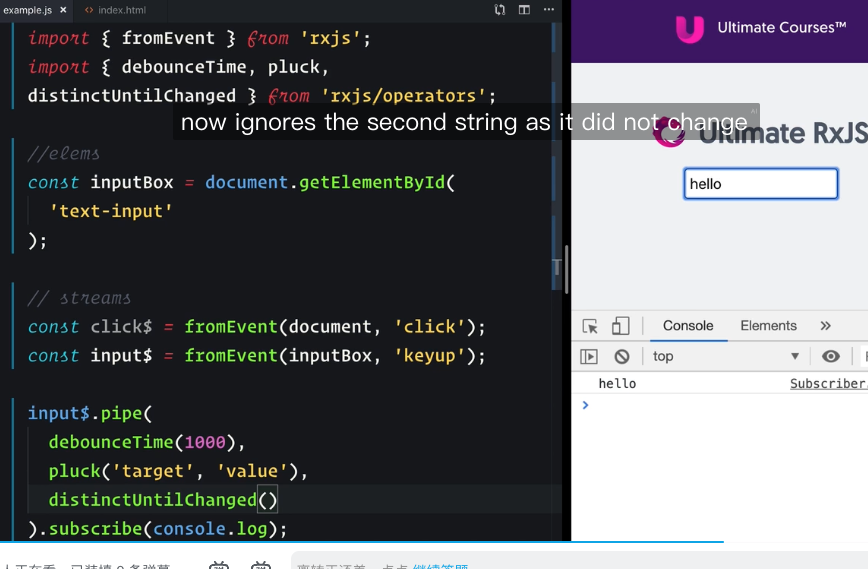 example.js × <> index.html
import { fromEvent } from 'rxjs';
import { debounceTime, pluck,
distinctUntilChanged } from 'rxjs/operators';
now ignores the second string as it did not change
//elems
const inputBox = document.getElementById(
'text-input'
);
// streams
const click$ = fromEvent(document, 'click');
const input$ = fromEvent(inputBox, 'keyup');
input$.pipe(
debounceTime(1000),
pluck('target', 'value'),
distinctUntilChanged()
).subscribe(console.log);
Ultimate Courses™
Ultimate RxJS
hello
Console Elements »
top
hello Subscriber.